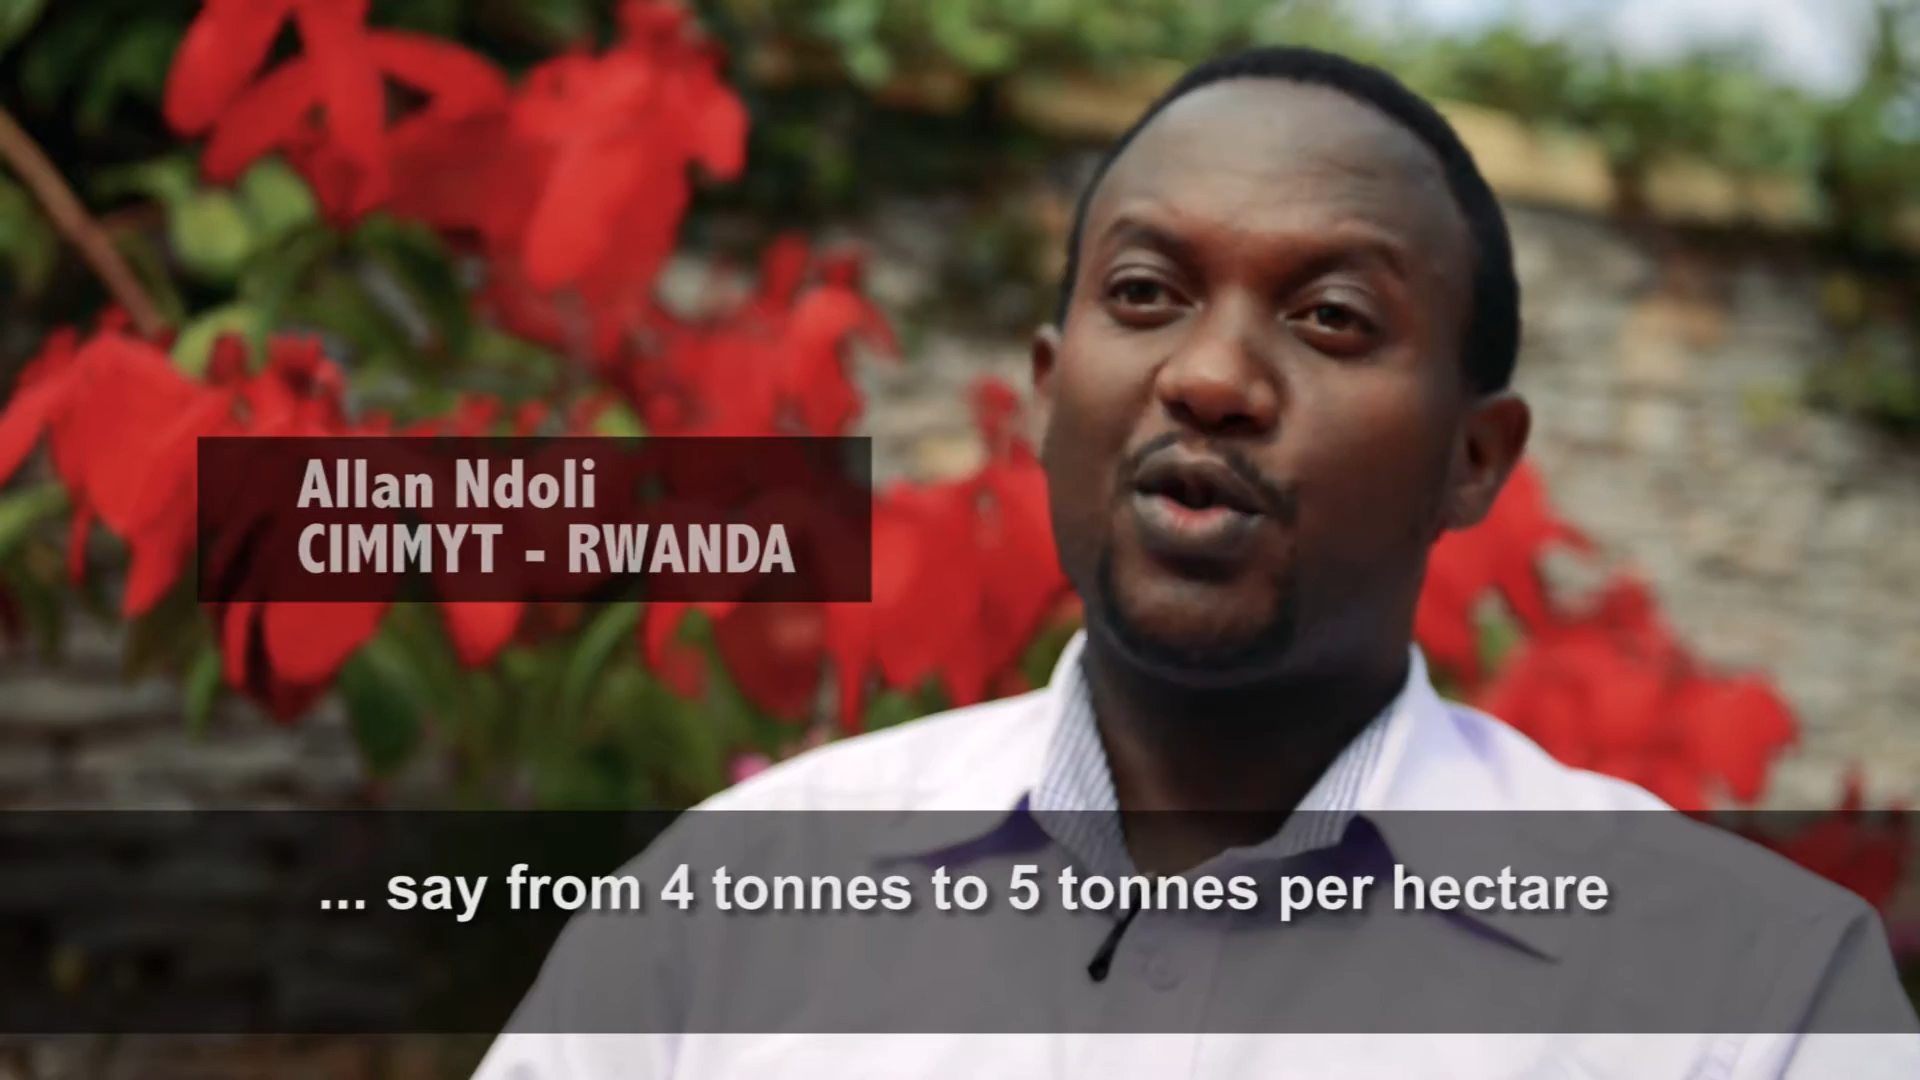 Allan Ndoli
CIMMYT - RWANDA
... say from 4 tonnes to 5 tonnes per hectare